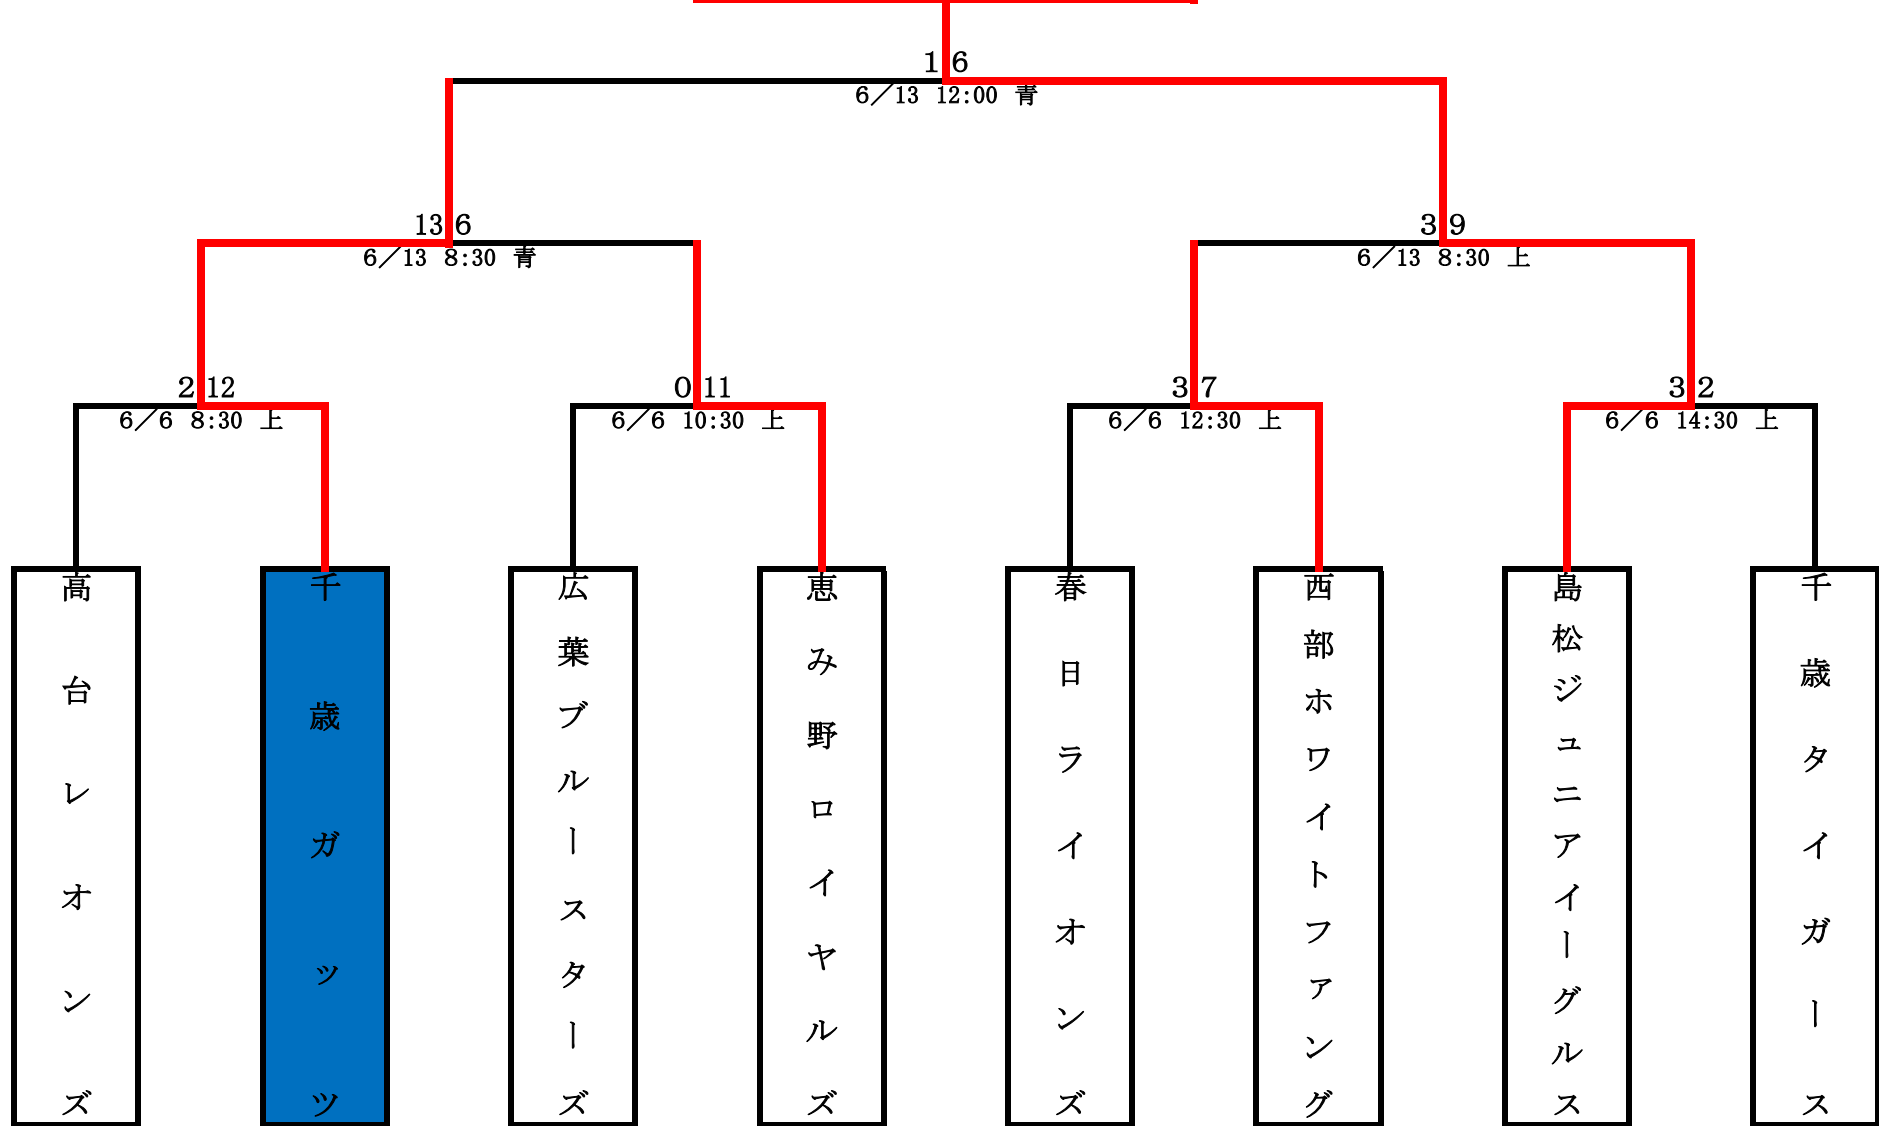 1 6
6／13 12:00 青
13 6
6／13 8:30 青
3 9
6／13 8:30 上
2 12
6／6 8:30 上
0 11
6／6 10:30 上
3 7
6／6 12:30 上
3 2
6／6 14:30 上
高台レオンズ
千歳ガッツ
広葉ブルースターズ
恵み野ロイヤルズ
春日ライオンズ
西部ホワイトファング
島松ジュニアイーグルス
千歳タイガース